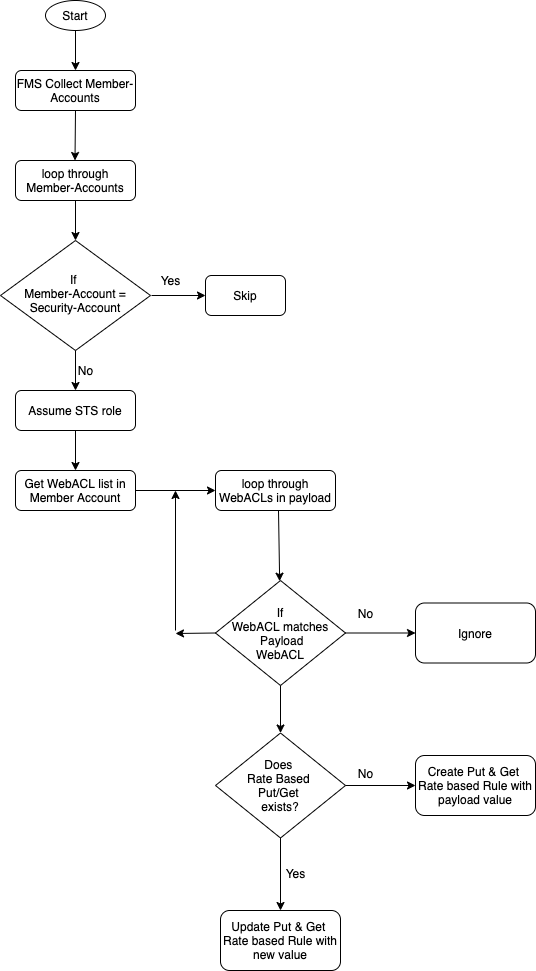 Start
FMS Collect Member-
Accounts
loop through
Member-Accounts
If
Member-Account =
Security-Account
Yes
Skip
No
Assume STS role
Get WebACL list in
Member Account
loop through
WebACLs in payload
If
WebACL matches
Payload
WebACL
No
Ignore
Does
Rate Based
Put/Get
exists?
No
Create Put & Get
Rate based Rule with
payload value
Yes
Update Put & Get
Rate based Rule with
new value